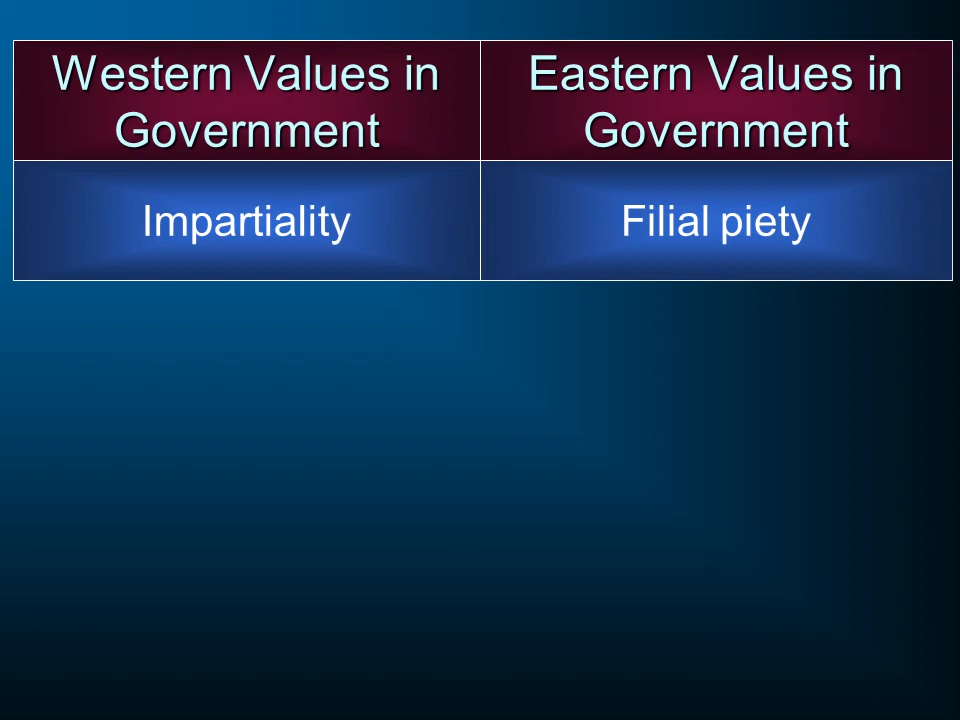 Western Values in
Government
Eastern Values in
Government
Impartiality
Filial piety